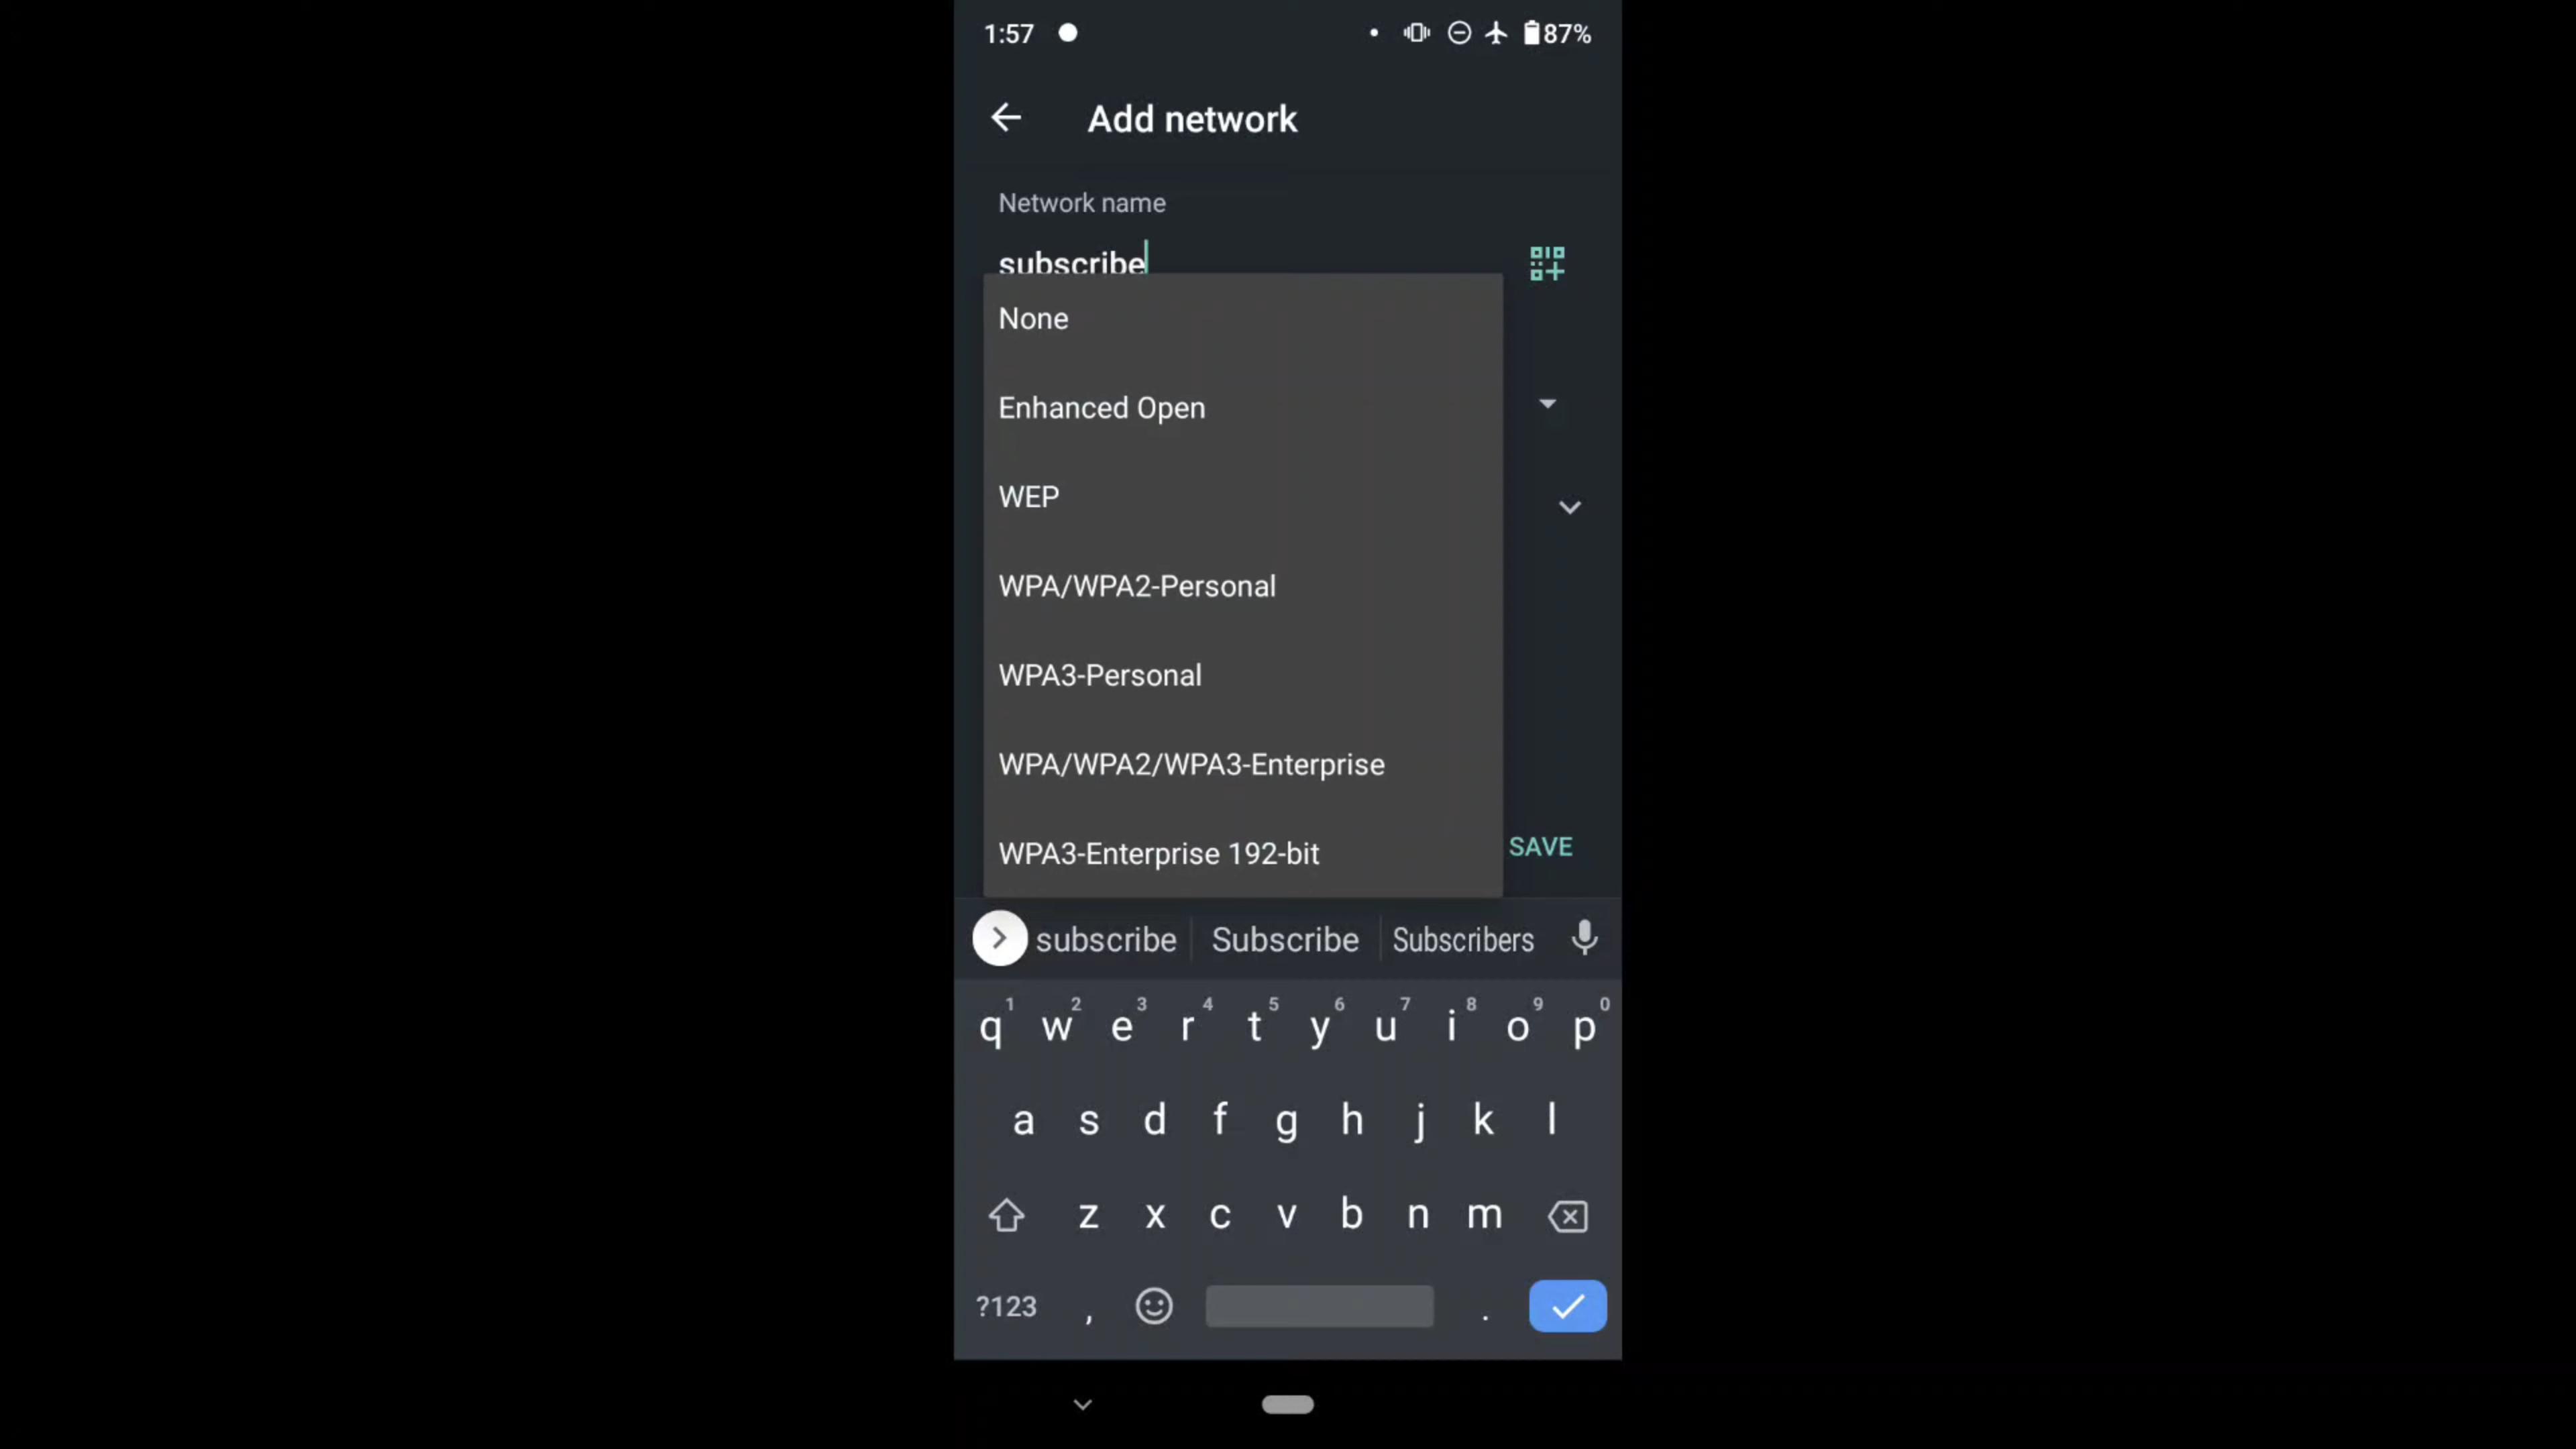 1:57 87%
Add network
Network name
subscribe
None
Enhanced Open
WEP
WPA/WPA2-Personal
WPA3-Personal
WPA/WPA2/WPA3-Enterprise
WPA3-Enterprise 192-bit
SAVE
subscribe Subscribe Subscribers
1 2 3 4 5 6 7 8 9 0
q w e r t y u i o p
a s d f g h j k l
z x c v b n m
?123 , .